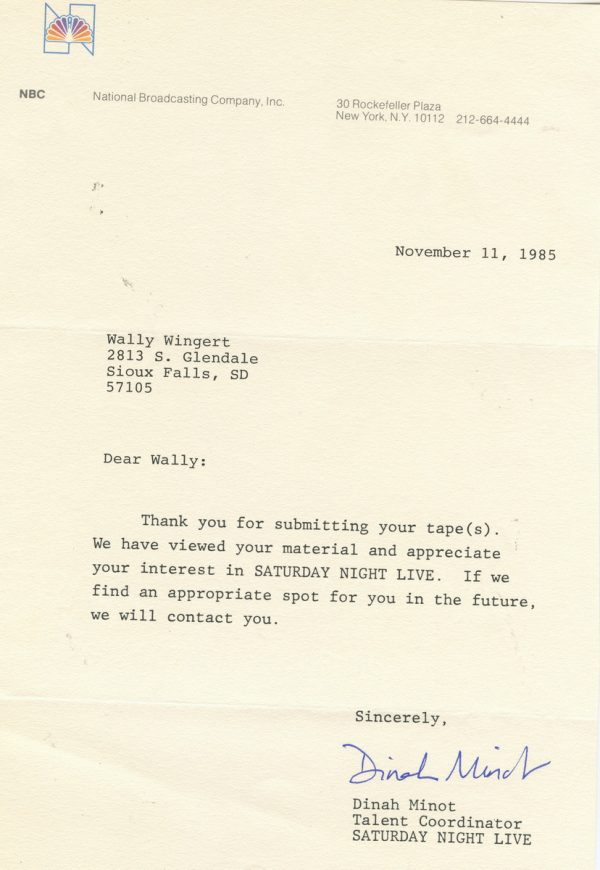 NBC National Broadcasting Company, Inc. 30 Rockefeller Plaza
New York, N.Y. 10112 212-664-4444
November 11, 1985
Wally Wingert
2813 S. Glendale
Sioux Falls, SD
57105
Dear Wally:
Thank you for submitting your tape(s).
We have viewed your material and appreciate
your interest in SATURDAY NIGHT LIVE. If we
find an appropriate spot for you in the future,
we will contact you.
Sincerely,
Dinah Minot
Dinah Minot
Talent Coordinator
SATURDAY NIGHT LIVE